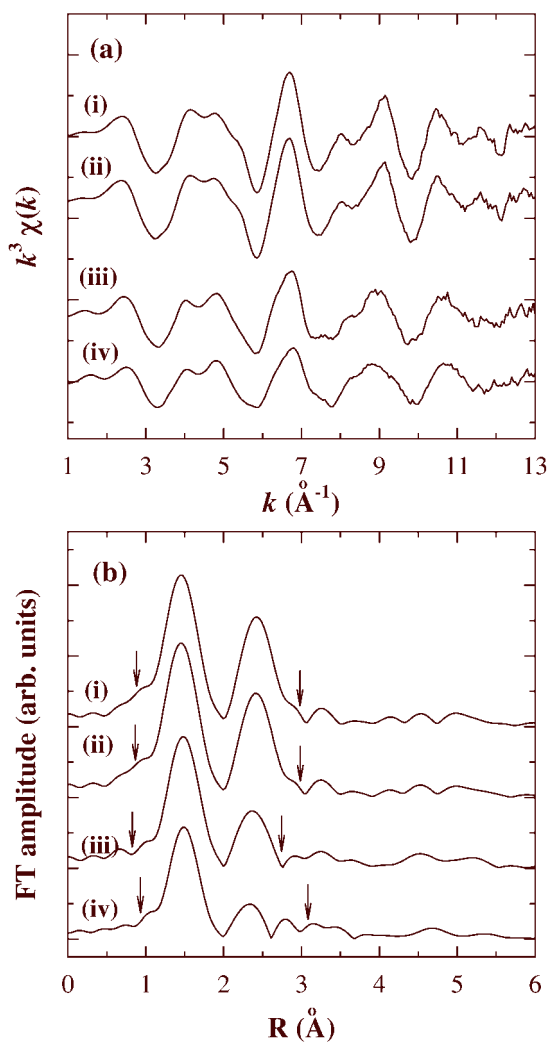 (a)
(i)
(ii)
(iii)
(iv)
k³ χ(k)
1 3 5 7 9 11 13
k (Å⁻¹)
(b)
(i)
(ii)
(iii)
(iv)
FT amplitude (arb. units)
0 1 2 3 4 5 6
R (Å)